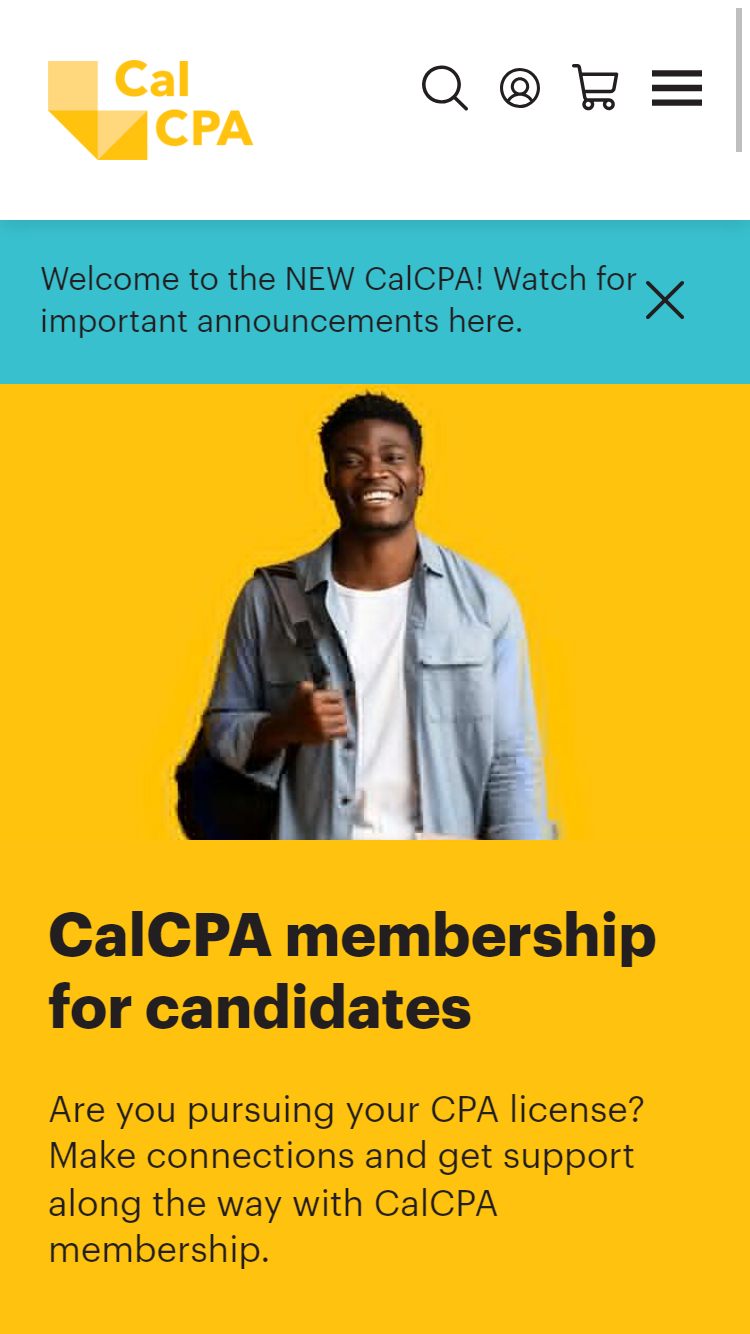 Cal
CPA
Welcome to the NEW CalCPA! Watch for
important announcements here.
CalCPA membership
for candidates
Are you pursuing your CPA license?
Make connections and get support
along the way with CalCPA
membership.